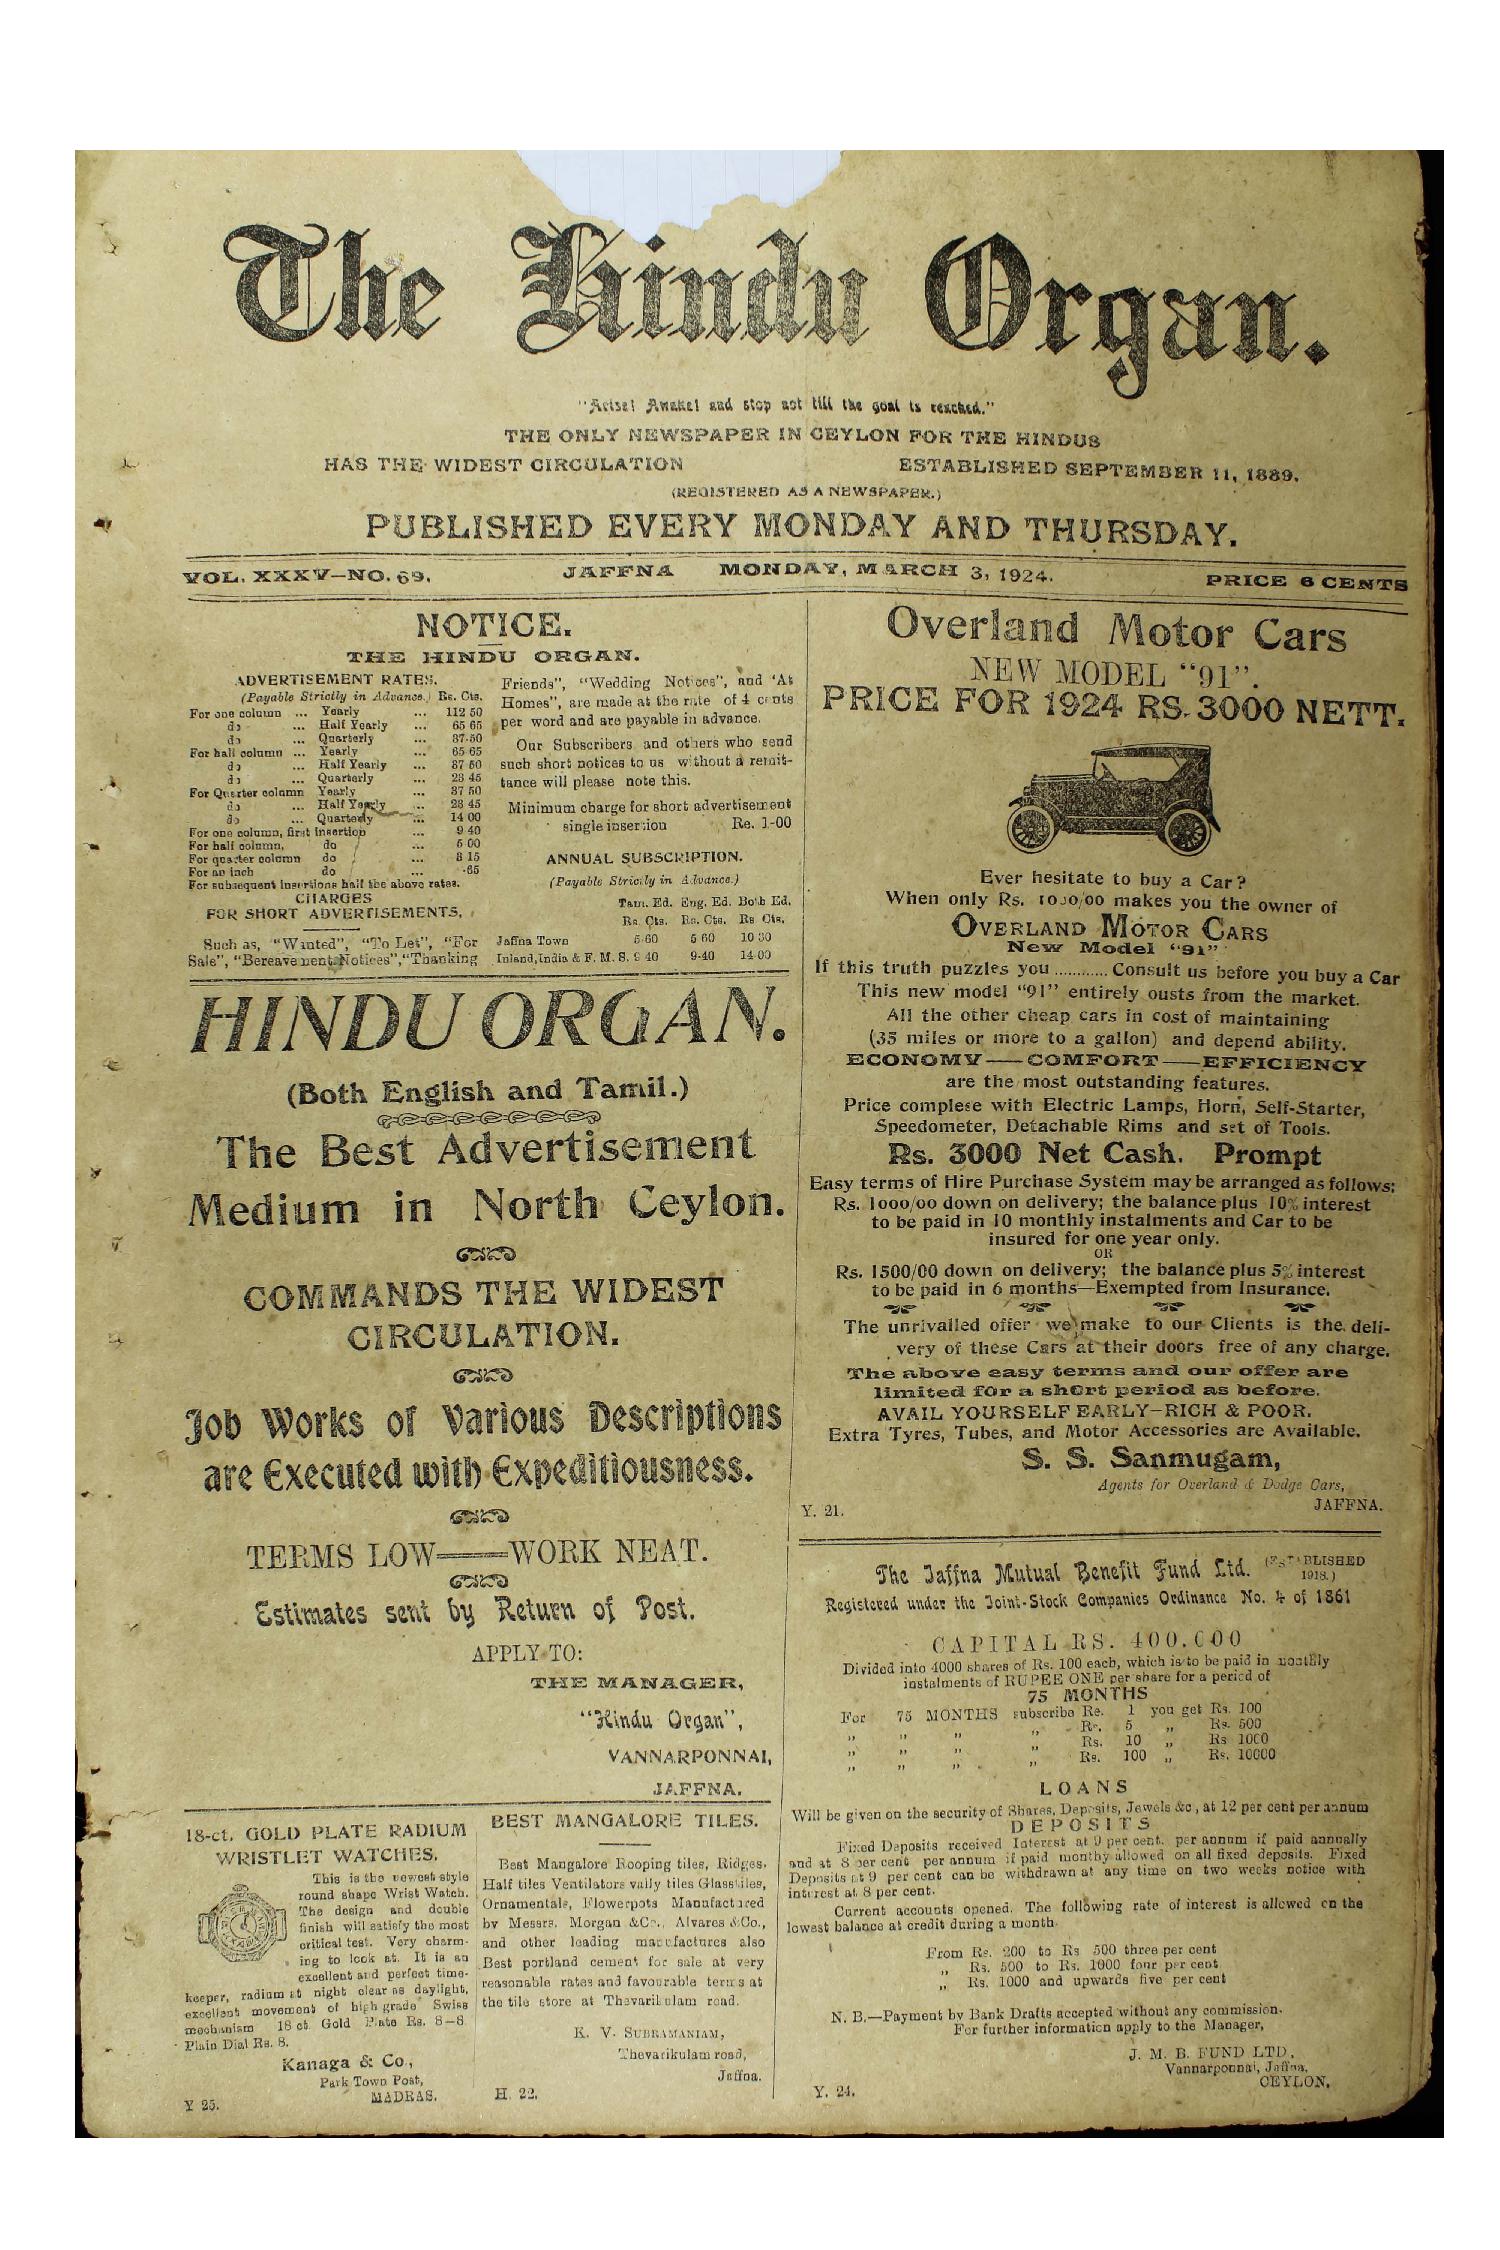 The Hindu Organ.
"Arise! Awake! and stop not till the goal is reached."
THE ONLY NEWSPAPER IN CEYLON FOR THE HINDUS
HAS THE WIDEST CIRCULATION ESTABLISHED SEPTEMBER 11, 1889.
(REGISTERED AS A NEWSPAPER.)
PUBLISHED EVERY MONDAY AND THURSDAY.
VOL. XXXV—NO. 69. JAFFNA MONDAY, MARCH 3, 1924. PRICE 6 CENTS
NOTICE.
THE HINDU ORGAN.
ADVERTISEMENT RATES.
(Payable Strictly in Advance.) Rs. Cts.
For one column ... Yearly ... 112 50
do ... Half Yearly ... 65 65
do ... Quarterly ... 37-50
For half column ... Yearly ... 65 65
do ... Half Yearly ... 37 50
do ... Quarterly ... 28 45
For Quarter column Yearly ... 37 50
do ... Half Yearly ... 28 45
do ... Quarterly ... 14 00
For one column, first insertion ... 9 40
For half column, do ... 5 00
For quarter column do ... 3 15
For an inch do ... -65
For subsequent insertions half the above rates.
CHARGES
FOR SHORT ADVERTISEMENTS.
Such as, "Wanted", "To Let", "For
Sale", "Bereavement Notices", "Thanking
Friends", "Wedding Notices", and 'At
Homes", are made at the rate of 4 cents
per word and are payable in advance.
Our Subscribers and others who send
such short notices to us without a remit-
tance will please note this.
Minimum charge for short advertisement
single insertion Re. 1-00
ANNUAL SUBSCRIPTION.
(Payable Strictly in Advance.)
Tam. Ed. Eng. Ed. Both Ed.
Rs. Cts. Rs. Cts. Rs Cts.
Jaffna Town 5 60 5 60 10 30
Inland, India & F. M. S. 9 40 9-40 14-00
HINDU ORGAN.
(Both English and Tamil.)
The Best Advertisement
Medium in North Ceylon.
COMMANDS THE WIDEST
CIRCULATION.
Job Works of Various Descriptions
are Executed with Expeditiousness.
TERMS LOW——WORK NEAT.
Estimates sent by Return of Post.
APPLY TO:
THE MANAGER,
"Hindu Organ",
VANNARPONNAI,
JAFFNA.
18-ct. GOLD PLATE RADIUM
WRISTLET WATCHES.
This is the newest style
round shape Wrist Watch.
The design and double
finish will satisfy the most
critical test. Very charm-
ing to look at. It is an
excellent and perfect time-
keeper, radium at night clear as daylight,
excellent movement of high grade Swiss
mechanism 18 ct. Gold Plate Rs. 8-8
Plain Dial Rs. 8.
Kanaga & Co.,
Park Town Post,
MADRAS.
Y 25.
BEST MANGALORE TILES.
Best Mangalore Rooping tiles, Ridges,
Half tiles Ventilators vally tiles Glasstiles,
Ornamentals, Flowerpots Manufactured
by Messrs. Morgan &Co., Alvares &Co.,
and other leading manufactures also
Best portland cement for sale at very
reasonable rates and favourable terms at
the tile store at Thevarikulam road.
K. V. SUBRAMANIAM,
Thevarikulam road,
Jaffna.
H. 22.
Overland Motor Cars
NEW MODEL "91".
PRICE FOR 1924 RS. 3000 NETT.
Ever hesitate to buy a Car?
When only Rs. 1000/00 makes you the owner of
OVERLAND MOTOR CARS
New Model "91"
If this truth puzzles you ............ Consult us before you buy a Car
This new model "91" entirely ousts from the market.
All the other cheap cars in cost of maintaining
(35 miles or more to a gallon) and depend ability.
ECONOMY——COMFORT——EFFICIENCY
are the most outstanding features.
Price complese with Electric Lamps, Horn, Self-Starter,
Speedometer, Detachable Rims and set of Tools.
Rs. 3000 Net Cash. Prompt
Easy terms of Hire Purchase System may be arranged as follows:
Rs. 1000/00 down on delivery; the balance plus 10% interest
to be paid in 10 monthly instalments and Car to be
insured for one year only.
OR
Rs. 1500/00 down on delivery; the balance plus 5% interest
to be paid in 6 months—Exempted from Insurance.
The unrivalled offer we make to our Clients is the deli-
very of these Cars at their doors free of any charge.
The above easy terms and our offer are
limited for a short period as before.
AVAIL YOURSELF EARLY—RICH & POOR.
Extra Tyres, Tubes, and Motor Accessories are Available.
S. S. Sanmugam,
Agents for Overland & Dodge Cars,
Y. 21. JAFFNA.
The Jaffna Mutual Benefit Fund Ltd. (ESTABLISHED
1918.)
Registered under the Joint-Stock Companies Ordinance No. 4 of 1861
CAPITAL RS. 400,000
Divided into 4000 shares of Rs. 100 each, which is to be paid in monthly
instalments of RUPEE ONE per share for a period of
75 MONTHS
For 75 MONTHS subscribe Re. 1 you get Rs. 100
" " " " Rs. 5 " Rs. 500
" " " " Rs. 10 " Rs 1000
" " " " Rs. 100 " Rs. 10000
LOANS
Will be given on the security of Shares, Deposits, Jewels &c, at 12 per cent per annum
DEPOSITS
Fixed Deposits received Interest at 9 per cent. per annum if paid annually
and at 8 per cent per annum if paid monthy allowed on all fixed deposits. Fixed
Deposits at 9 per cent can be withdrawn at any time on two weeks notice with
interest at 8 per cent.
Current accounts opened. The following rate of interest is allowed on the
lowest balance at credit during a month.
From Rs. 200 to Rs 500 three per cent
" Rs. 500 to Rs. 1000 four per cent
" Rs. 1000 and upwards five per cent
N. B.—Payment by Bank Drafts accepted without any commission.
For further information apply to the Manager,
J. M. B. FUND LTD.,
Vannarponnai, Jaffna,
CEYLON.
Y. 24.